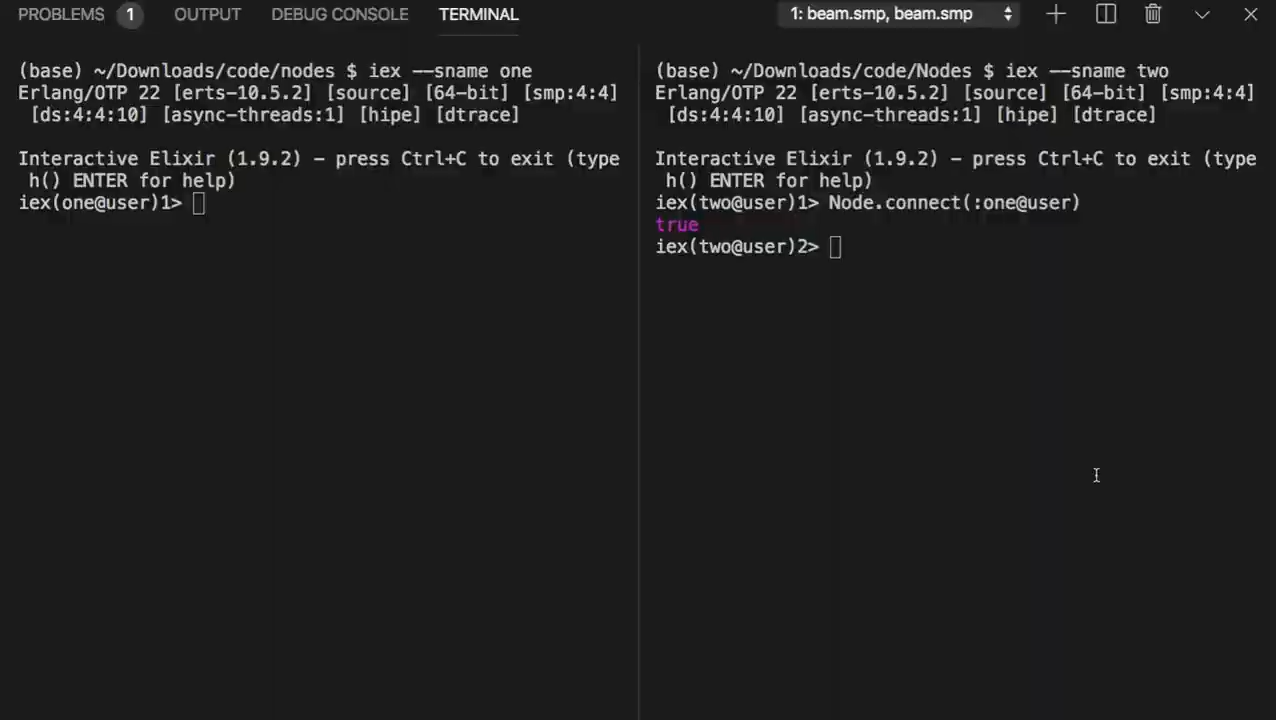 PROBLEMS 1 OUTPUT DEBUG CONSOLE TERMINAL 1: beam.smp, beam.smp
(base) ~/Downloads/code/nodes $ iex --sname one
Erlang/OTP 22 [erts-10.5.2] [source] [64-bit] [smp:4:4]
[ds:4:4:10] [async-threads:1] [hipe] [dtrace]
Interactive Elixir (1.9.2) - press Ctrl+C to exit (type
h() ENTER for help)
iex(one@user)1>
(base) ~/Downloads/code/Nodes $ iex --sname two
Erlang/OTP 22 [erts-10.5.2] [source] [64-bit] [smp:4:4]
[ds:4:4:10] [async-threads:1] [hipe] [dtrace]
Interactive Elixir (1.9.2) - press Ctrl+C to exit (type
h() ENTER for help)
iex(two@user)1> Node.connect(:one@user)
true
iex(two@user)2>